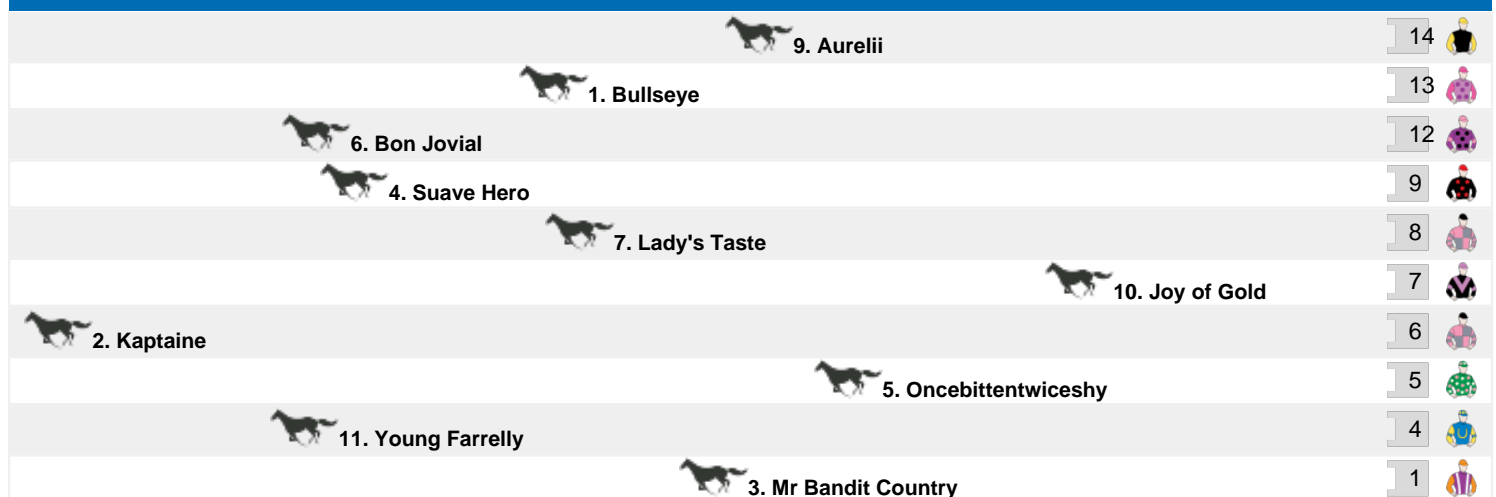 9. Aurelii 14
1. Bullseye 13
6. Bon Jovial 12
4. Suave Hero 9
7. Lady's Taste 8
10. Joy of Gold 7
2. Kaptaine 6
5. Oncebittentwiceshy 5
11. Young Farrelly 4
3. Mr Bandit Country 1